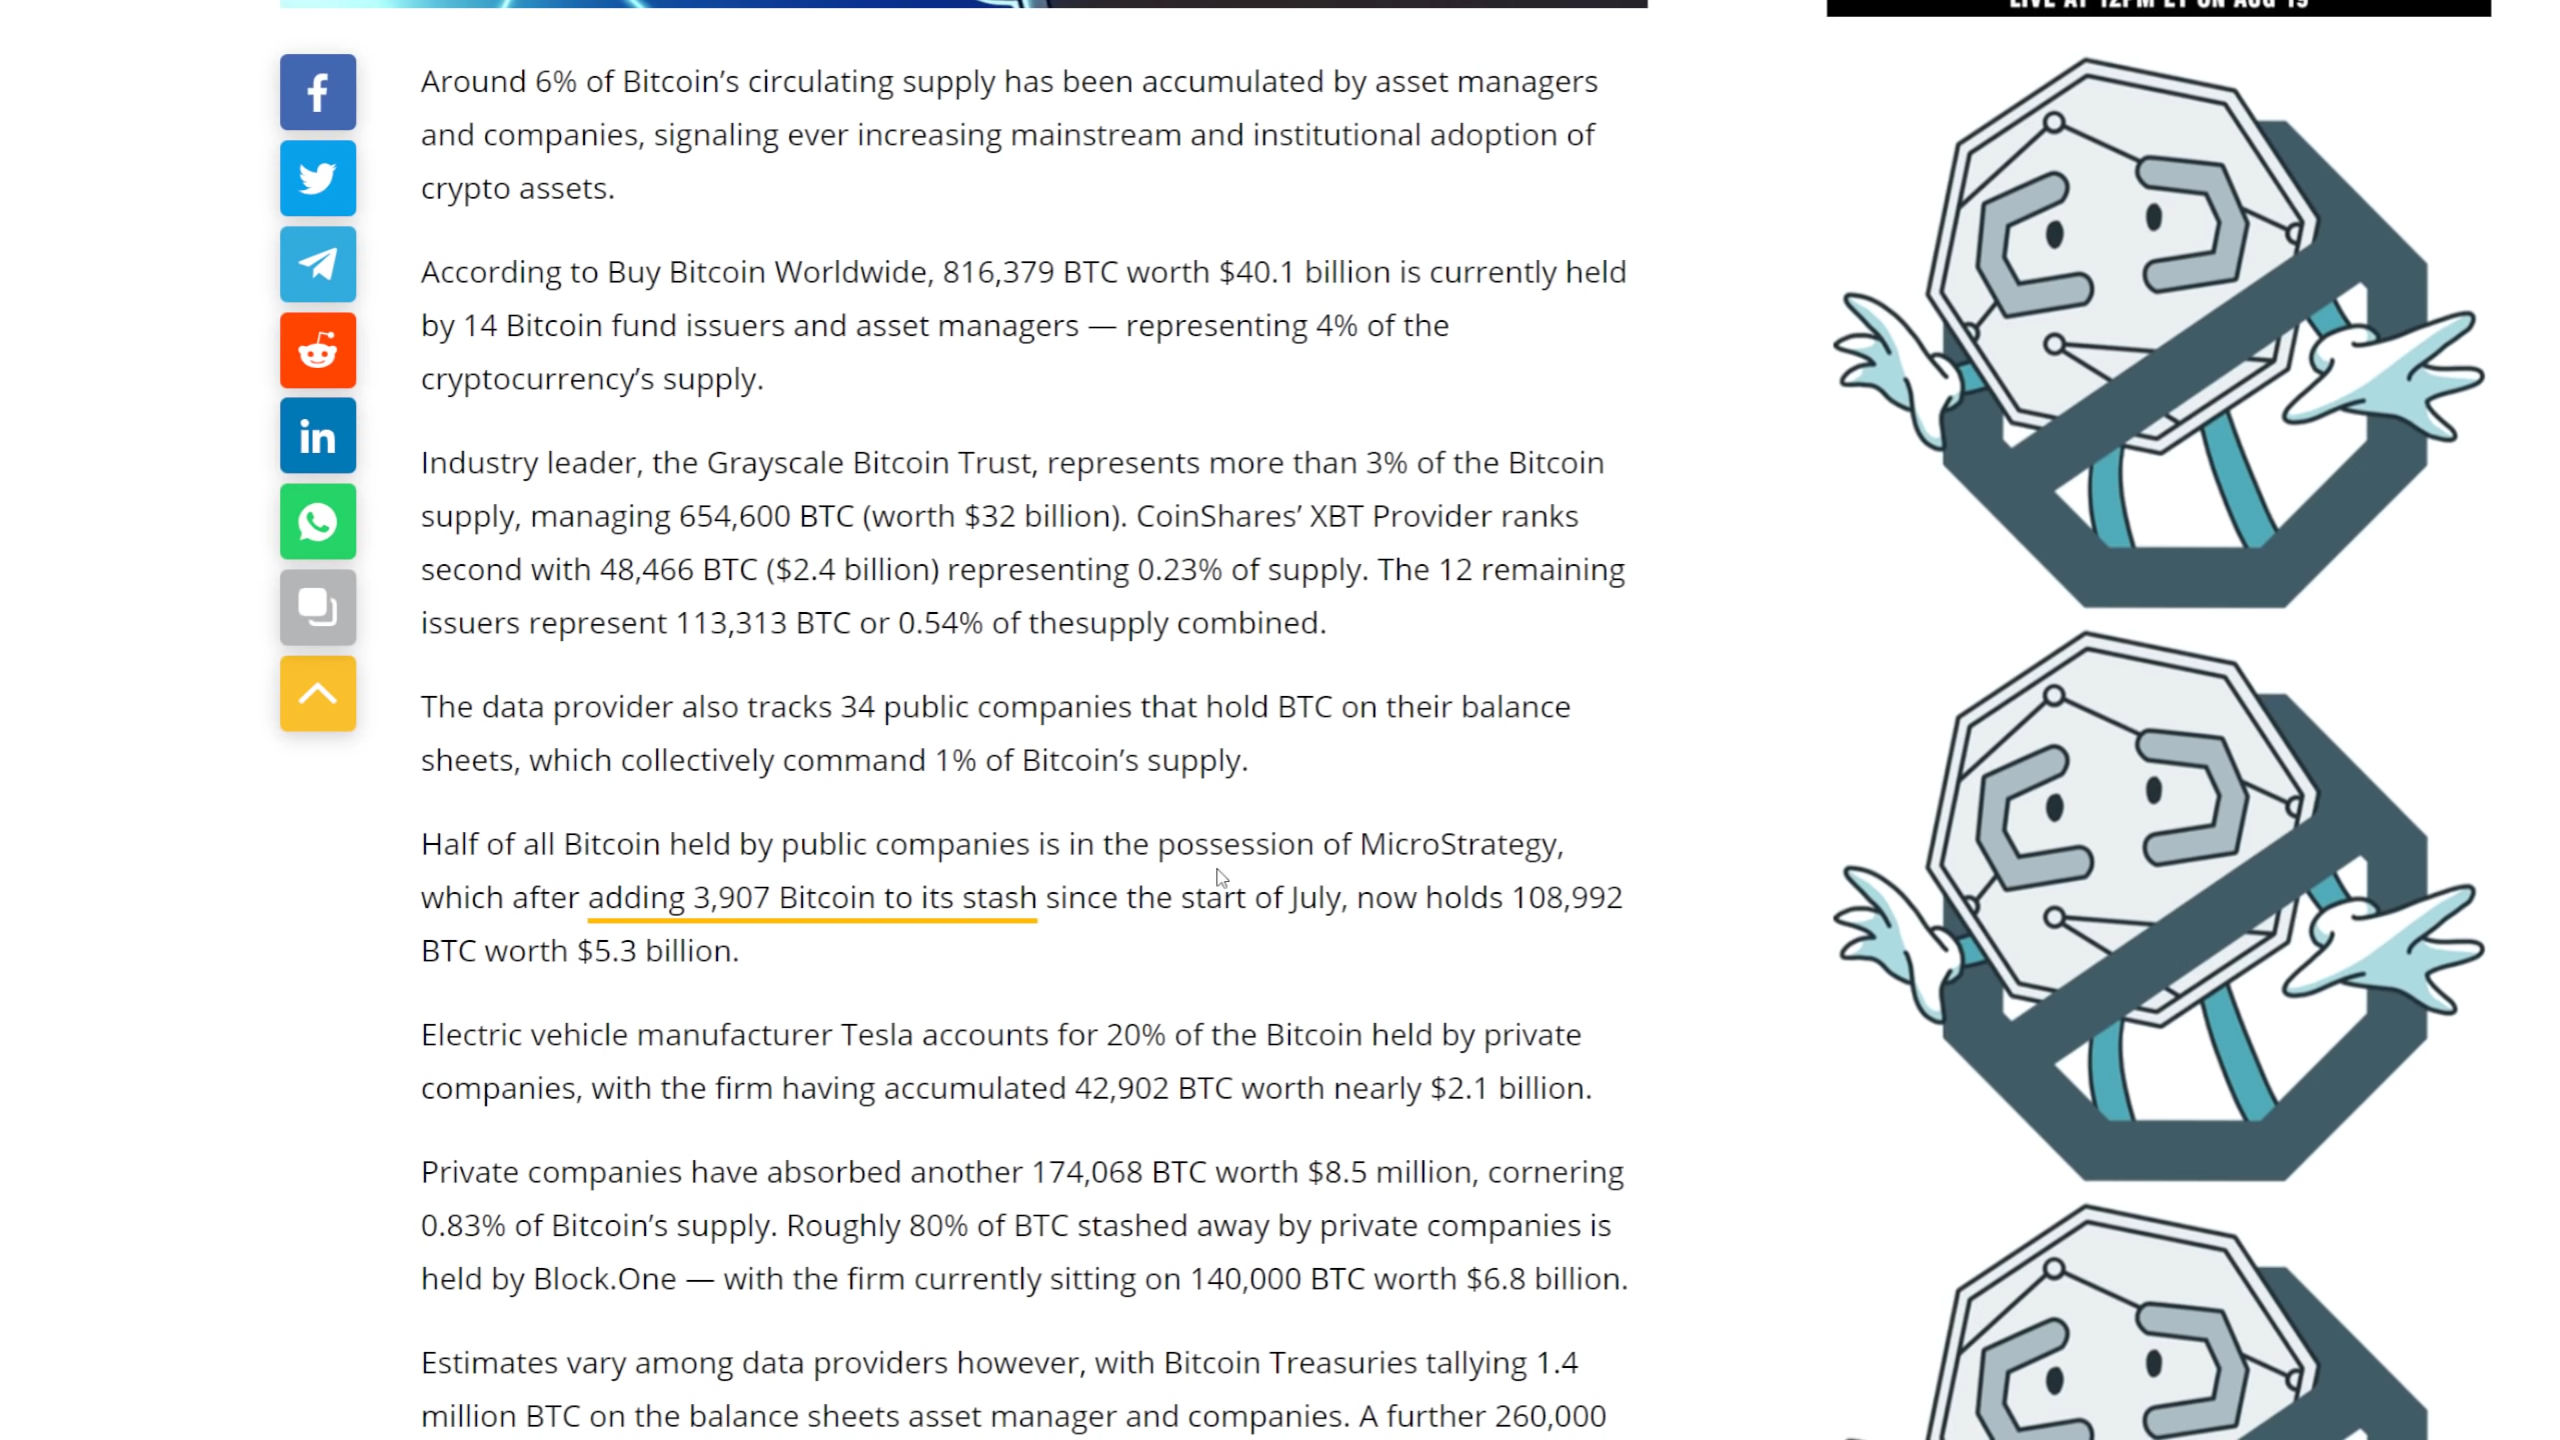 LIVE AT 12PM ET ON AUG 19
Around 6% of Bitcoin’s circulating supply has been accumulated by asset managers
and companies, signaling ever increasing mainstream and institutional adoption of
crypto assets.
According to Buy Bitcoin Worldwide, 816,379 BTC worth $40.1 billion is currently held
by 14 Bitcoin fund issuers and asset managers — representing 4% of the
cryptocurrency’s supply.
Industry leader, the Grayscale Bitcoin Trust, represents more than 3% of the Bitcoin
supply, managing 654,600 BTC (worth $32 billion). CoinShares’ XBT Provider ranks
second with 48,466 BTC ($2.4 billion) representing 0.23% of supply. The 12 remaining
issuers represent 113,313 BTC or 0.54% of thesupply combined.
The data provider also tracks 34 public companies that hold BTC on their balance
sheets, which collectively command 1% of Bitcoin’s supply.
Half of all Bitcoin held by public companies is in the possession of MicroStrategy,
which after adding 3,907 Bitcoin to its stash since the start of July, now holds 108,992
BTC worth $5.3 billion.
Electric vehicle manufacturer Tesla accounts for 20% of the Bitcoin held by private
companies, with the firm having accumulated 42,902 BTC worth nearly $2.1 billion.
Private companies have absorbed another 174,068 BTC worth $8.5 million, cornering
0.83% of Bitcoin’s supply. Roughly 80% of BTC stashed away by private companies is
held by Block.One — with the firm currently sitting on 140,000 BTC worth $6.8 billion.
Estimates vary among data providers however, with Bitcoin Treasuries tallying 1.4
million BTC on the balance sheets asset manager and companies. A further 260,000